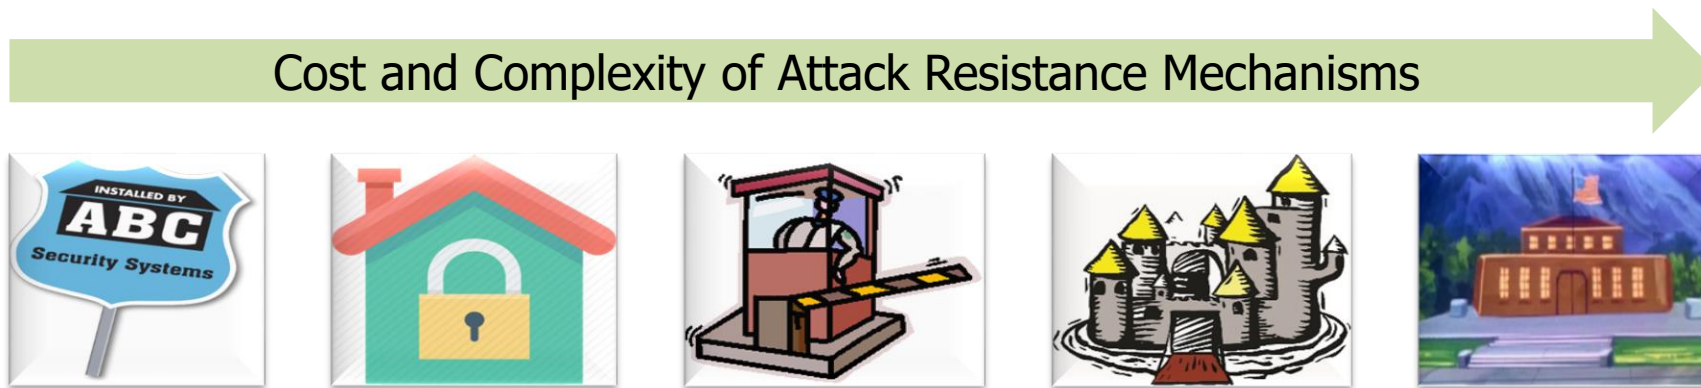 Cost and Complexity of Attack Resistance Mechanisms
INSTALLED BY
ABC
Security Systems